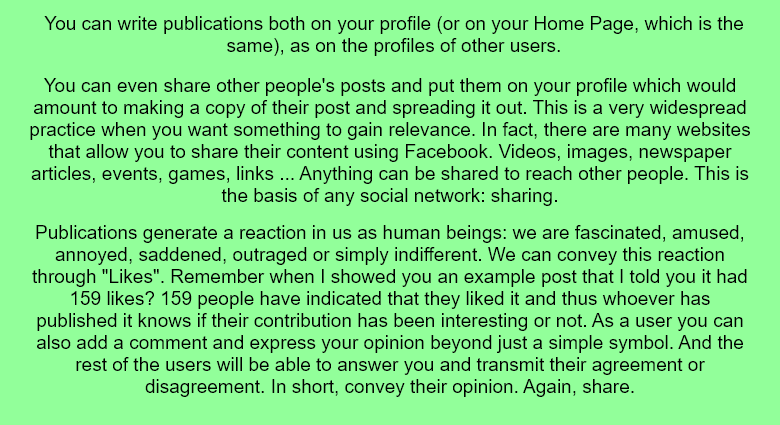 You can write publications both on your profile (or on your Home Page, which is the
same), as on the profiles of other users.
You can even share other people's posts and put them on your profile which would
amount to making a copy of their post and spreading it out. This is a very widespread
practice when you want something to gain relevance. In fact, there are many websites
that allow you to share their content using Facebook. Videos, images, newspaper
articles, events, games, links ... Anything can be shared to reach other people. This is
the basis of any social network: sharing.
Publications generate a reaction in us as human beings: we are fascinated, amused,
annoyed, saddened, outraged or simply indifferent. We can convey this reaction
through "Likes". Remember when I showed you an example post that I told you it had
159 likes? 159 people have indicated that they liked it and thus whoever has
published it knows if their contribution has been interesting or not. As a user you can
also add a comment and express your opinion beyond just a simple symbol. And the
rest of the users will be able to answer you and transmit their agreement or
disagreement. In short, convey their opinion. Again, share.